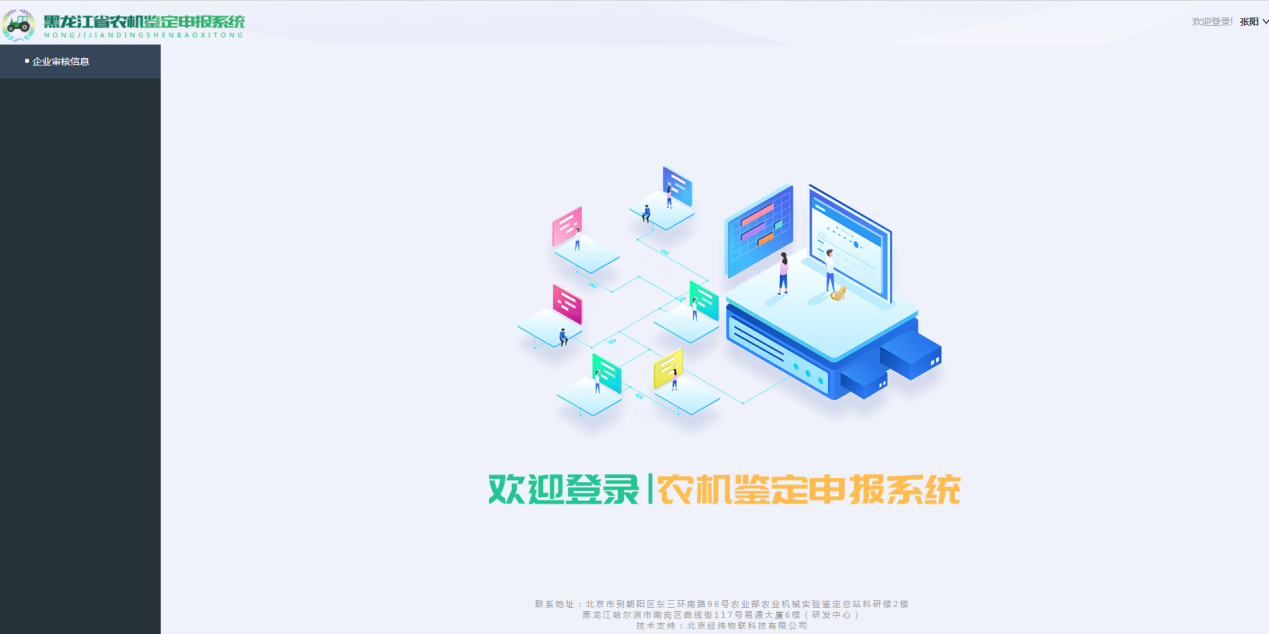 黑龙江省农机鉴定申报系统
NONGJIJIANDINGSHENBAOXITONG
欢迎登录! 张阳
企业审核信息
欢迎登录|农机鉴定申报系统
联系地址：北京市到朝阳区东三环南路96号农业部农业机械实验鉴定总站科研楼2楼
黑龙江哈尔滨市南岗区曲线街117号易通大厦6楼（研发中心）
技术支持：北京经纬物联科技有限公司